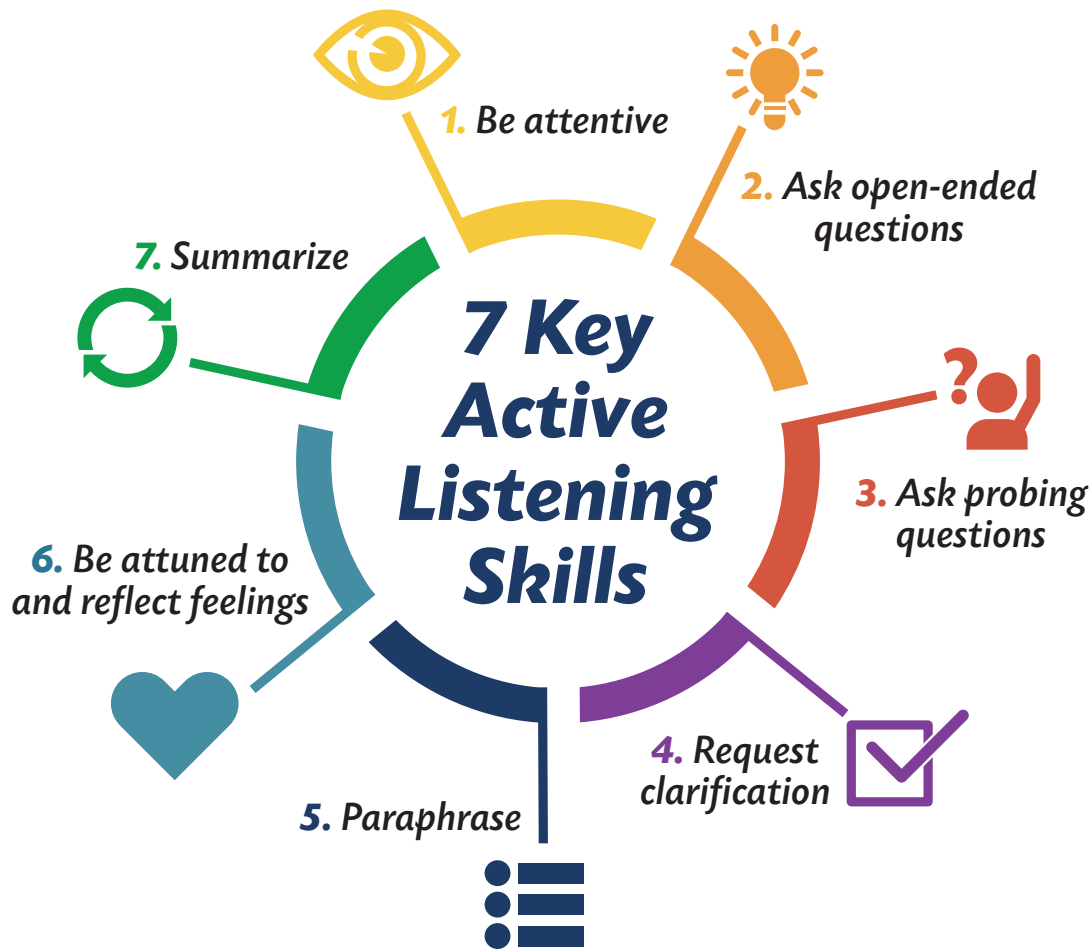 7 Key
Active
Listening
Skills
1. Be attentive
2. Ask open-ended
questions
?
3. Ask probing
questions
4. Request
clarification
5. Paraphrase
6. Be attuned to
and reflect feelings
7. Summarize